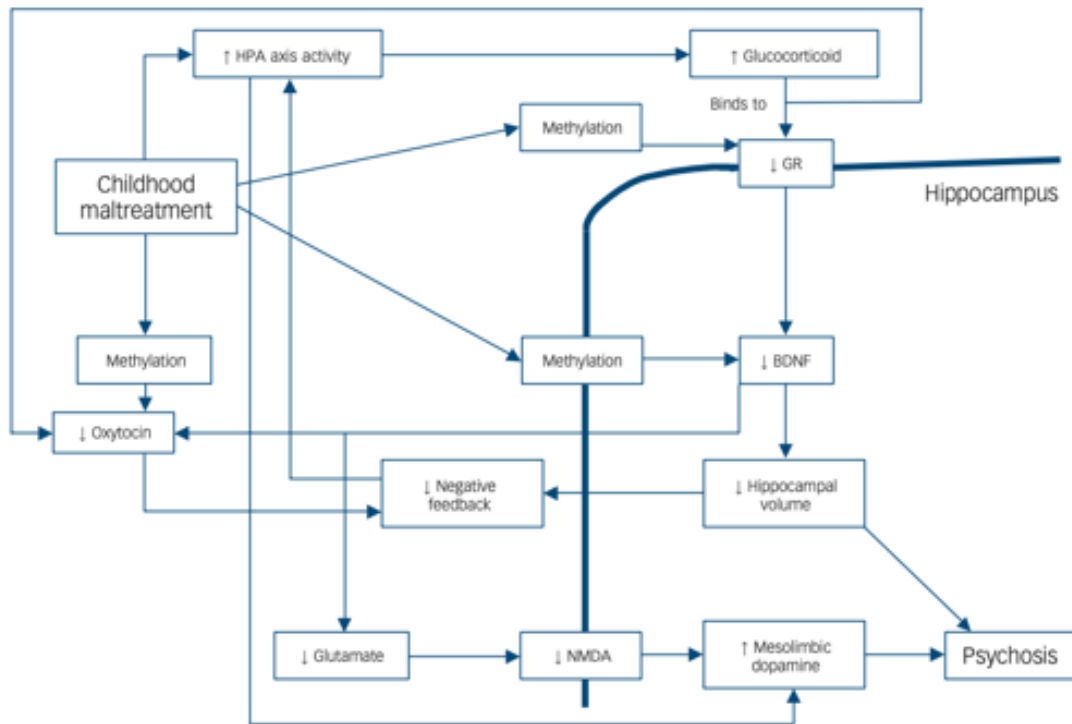 ↑ HPA axis activity
↑ Glucocorticoid
Binds to
Methylation
↓ GR
Childhood
maltreatment
Hippocampus
Methylation
Methylation
↓ BDNF
↓ Oxytocin
↓ Negative
feedback
↓ Hippocampal
volume
↓ Glutamate
↓ NMDA
↑ Mesolimbic
dopamine
Psychosis